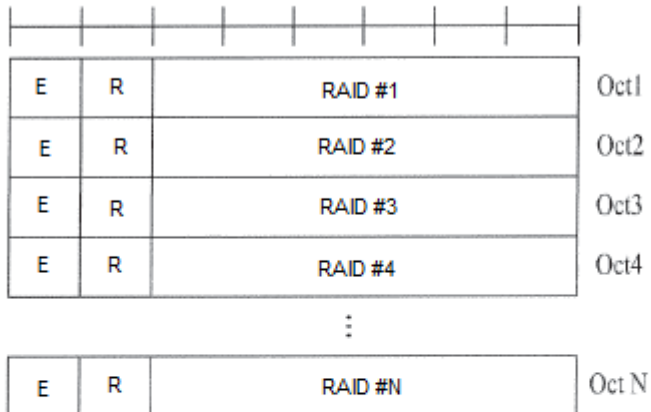 E R RAID #1 Oct1
E R RAID #2 Oct2
E R RAID #3 Oct3
E R RAID #4 Oct4
E R RAID #N Oct N